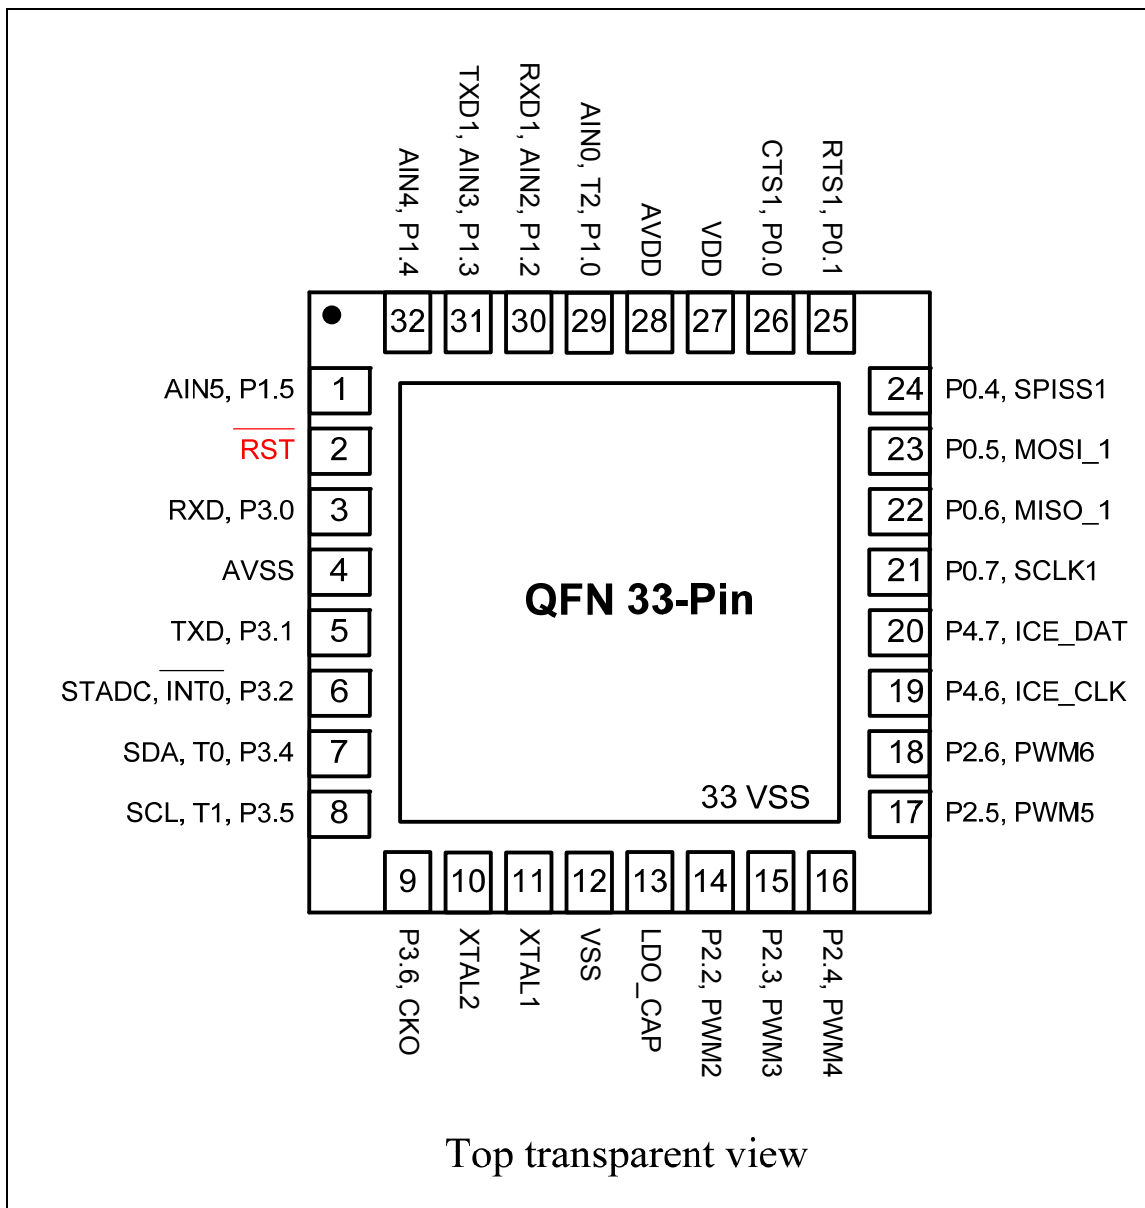 AIN4, P1.4
TXD1, AIN3, P1.3
RXD1, AIN2, P1.2
AIN0, T2, P1.0
AVDD
VDD
CTS1, P0.0
RTS1, P0.1
32
31
30
29
28
27
26
25
AIN5, P1.5
1
RST
2
RXD, P3.0
3
AVSS
4
TXD, P3.1
5
STADC, INT0, P3.2
6
SDA, T0, P3.4
7
SCL, T1, P3.5
8
QFN 33-Pin
33 VSS
24
P0.4, SPISS1
23
P0.5, MOSI_1
22
P0.6, MISO_1
21
P0.7, SCLK1
20
P4.7, ICE_DAT
19
P4.6, ICE_CLK
18
P2.6, PWM6
17
P2.5, PWM5
9
10
11
12
13
14
15
16
P3.6, CKO
XTAL2
XTAL1
VSS
LDO_CAP
P2.2, PWM2
P2.3, PWM3
P2.4, PWM4
Top transparent view